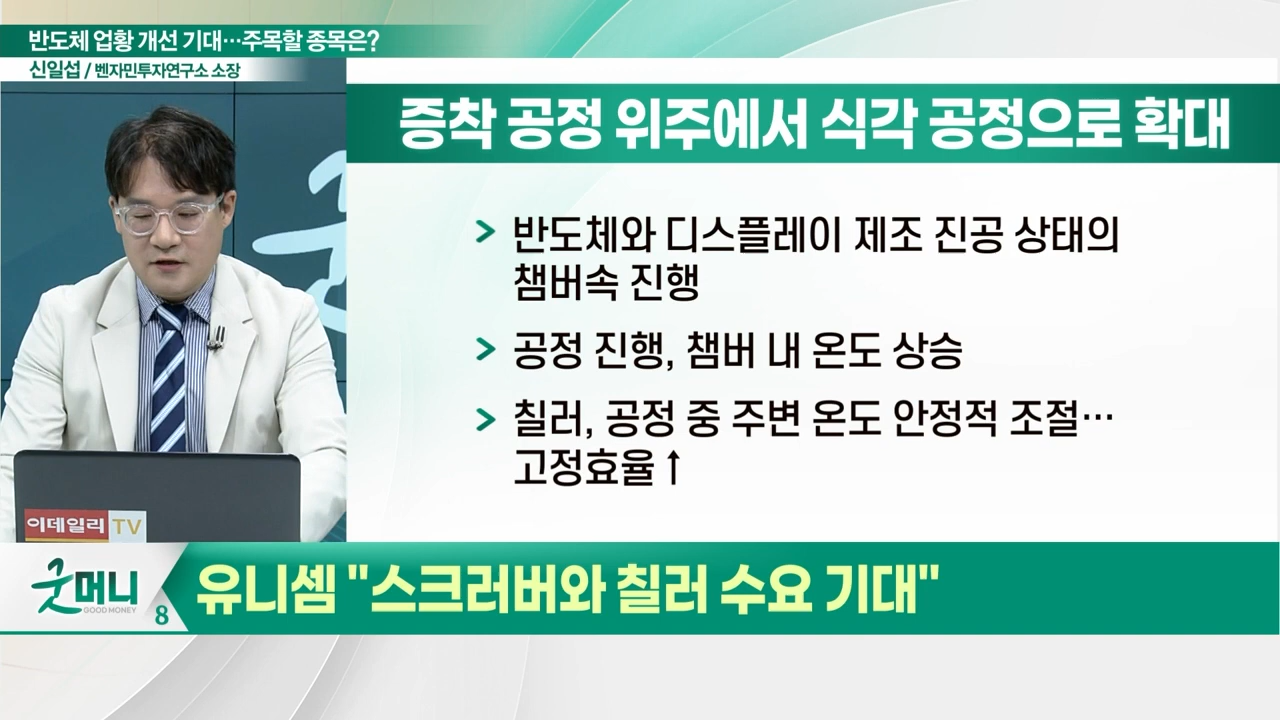 반도체 업황 개선 기대…주목할 종목은?
신일섭 / 벤자민투자연구소 소장
증착 공정 위주에서 식각 공정으로 확대
> 반도체와 디스플레이 제조 진공 상태의
챔버속 진행
> 공정 진행, 챔버 내 온도 상승
> 칠러, 공정 중 주변 온도 안정적 조절…
고정효율↑
이데일리 TV
굿머니
GOOD MONEY
8
유니셈 "스크러버와 칠러 수요 기대"